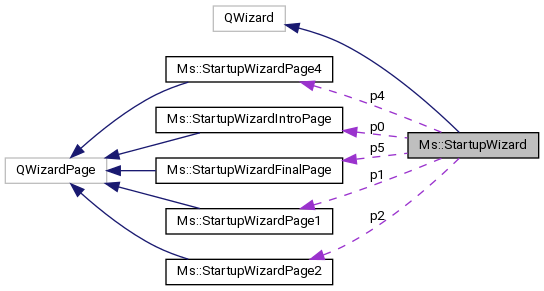 QWizard
Ms::StartupWizardPage4
p4
Ms::StartupWizardIntroPage
p0
Ms::StartupWizard
p5
QWizardPage
Ms::StartupWizardFinalPage
p1
Ms::StartupWizardPage1
p2
Ms::StartupWizardPage2